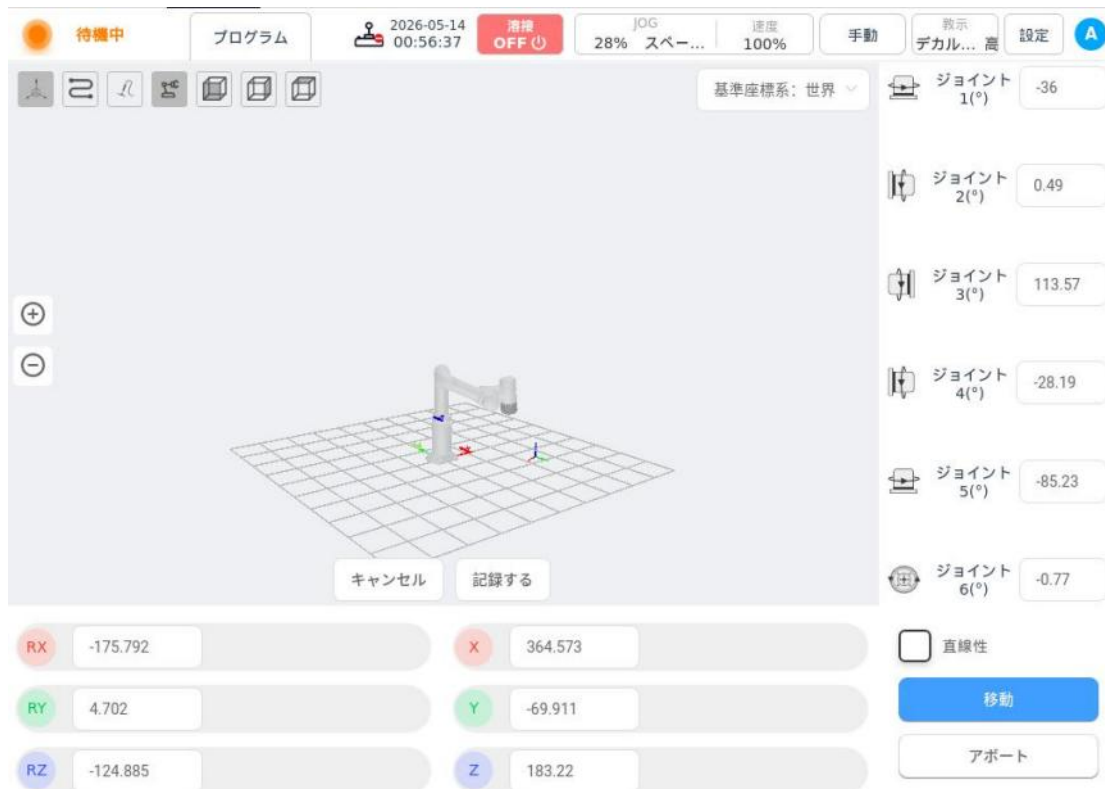 待機中
プログラム
2026-05-14
00:56:37
溶接
OFF
JOG
28% スペー...
速度
100%
手動
教示
デカル... 高
設定
A
基準座標系: 世界
ジョイント
1(°)
-36
ジョイント
2(°)
0.49
ジョイント
3(°)
113.57
ジョイント
4(°)
-28.19
ジョイント
5(°)
-85.23
ジョイント
6(°)
-0.77
キャンセル
記録する
RX
-175.792
X
364.573
直線性
RY
4.702
Y
-69.911
移動
RZ
-124.885
Z
183.22
アボート